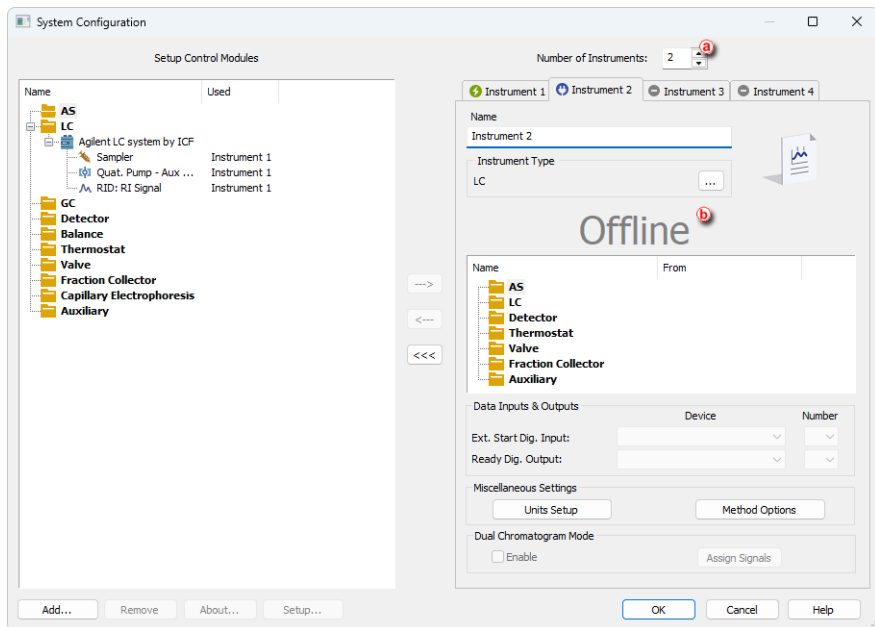 System Configuration
Setup Control Modules
Number of Instruments: 2 a
Name Used
AS
LC
Agilent LC system by ICF
Sampler Instrument 1
Quat. Pump - Aux ... Instrument 1
RID: RI Signal Instrument 1
GC
Detector
Balance
Thermostat
Valve
Fraction Collector
Capillary Electrophoresis
Auxiliary
--->
<---
<<<
Instrument 1 Instrument 2 Instrument 3 Instrument 4
Name
Instrument 2
Instrument Type
LC ...
Offline b
Name From
AS
LC
Detector
Thermostat
Valve
Fraction Collector
Auxiliary
Data Inputs & Outputs
Device Number
Ext. Start Dig. Input:
Ready Dig. Output:
Miscellaneous Settings
Units Setup Method Options
Dual Chromatogram Mode
Enable Assign Signals
Add... Remove About... Setup... OK Cancel Help